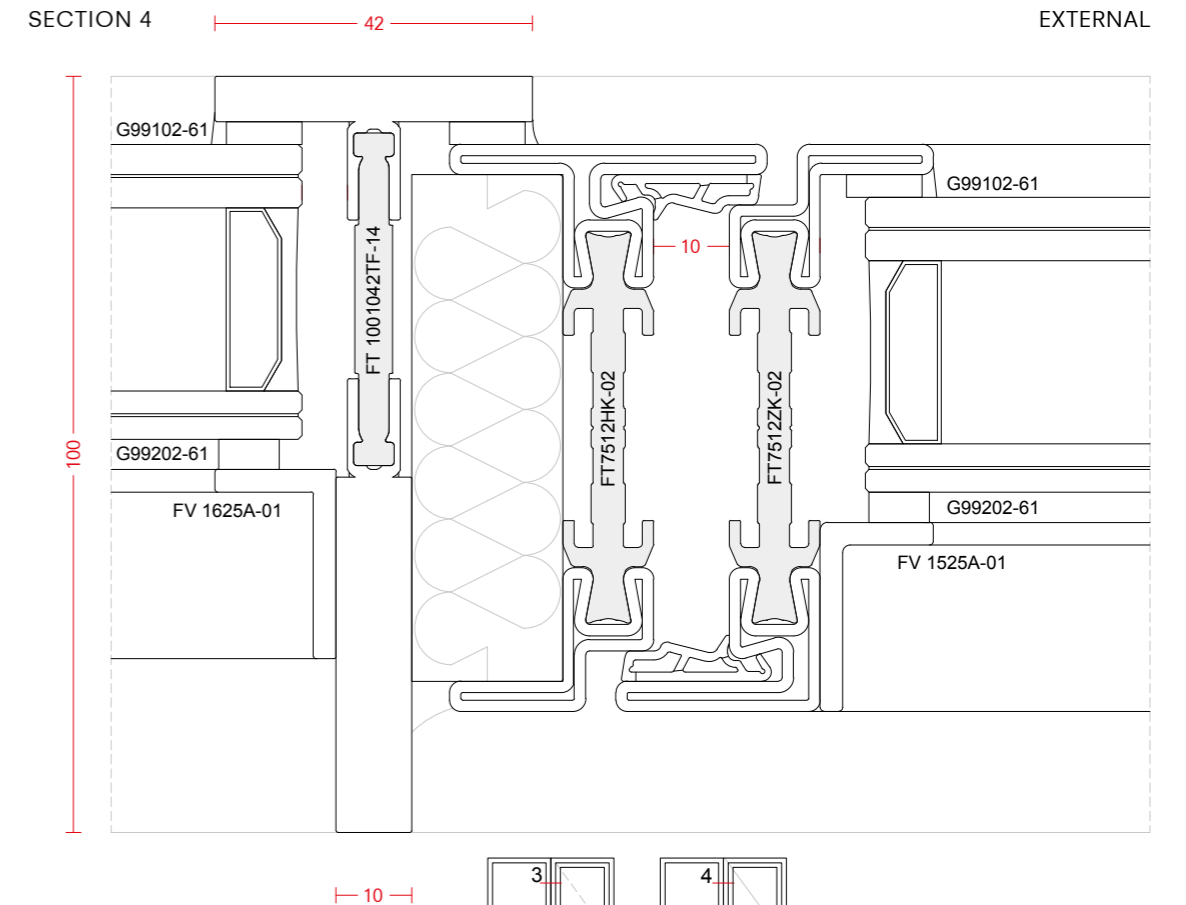 SECTION 4
42
EXTERNAL
G99102-61
G99102-61
FT 1001042TF-14
10
100
FT7512HK-02
FT7512ZK-02
G99202-61
FV 1625A-01
G99202-61
FV 1525A-01
3
4
10